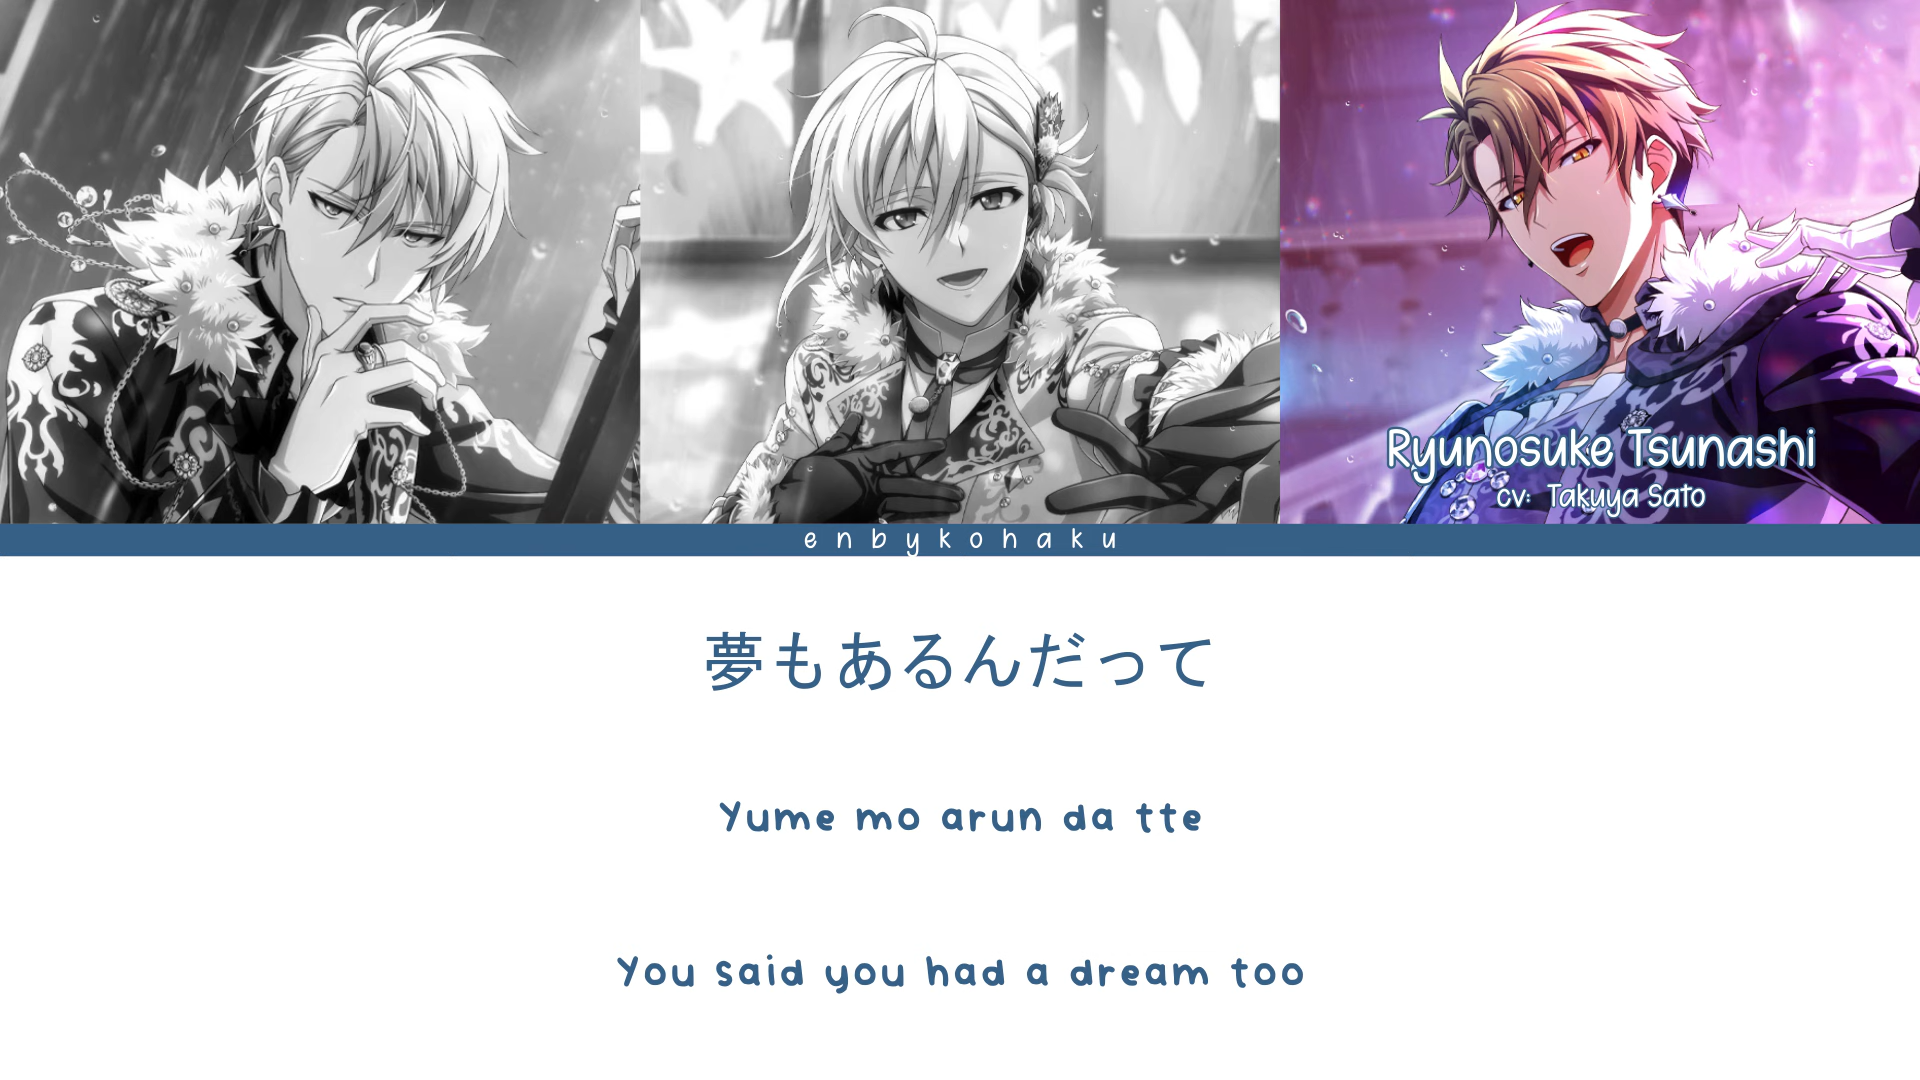 Ryunosuke Tsunashi
cv: Takuya Sato
enbykohaku
夢もあるんだって
Yume mo arun da tte
You said you had a dream too